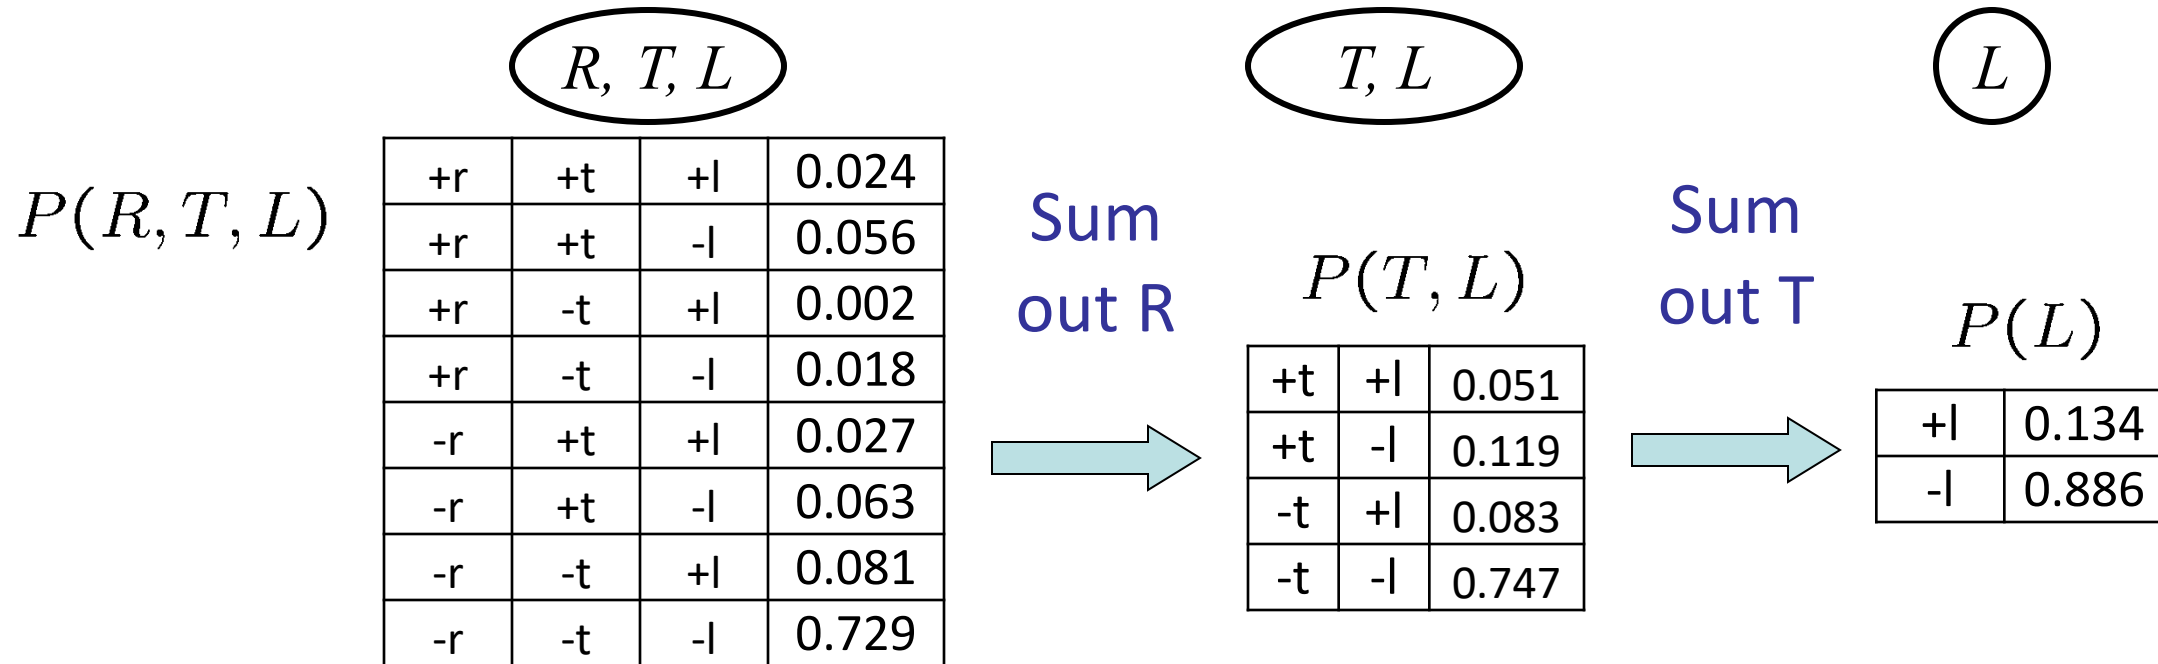 R, T, L
P(R, T, L)
+r +t +l 0.024
+r +t -l 0.056
+r -t +l 0.002
+r -t -l 0.018
-r +t +l 0.027
-r +t -l 0.063
-r -t +l 0.081
-r -t -l 0.729
Sum
out R
T, L
P(T, L)
+t +l 0.051
+t -l 0.119
-t +l 0.083
-t -l 0.747
Sum
out T
L
P(L)
+l 0.134
-l 0.886